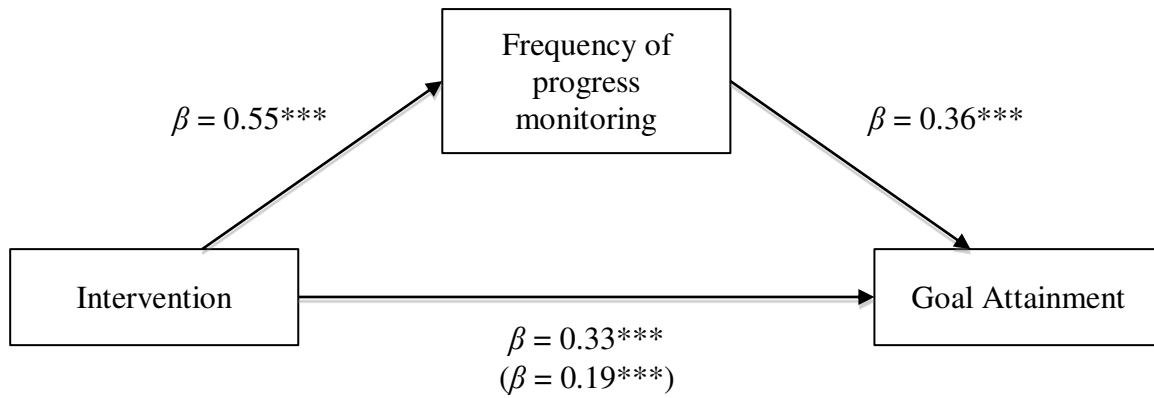 Frequency of
progress
monitoring
β = 0.55***
β = 0.36***
Intervention
Goal Attainment
β = 0.33***
(β = 0.19***)